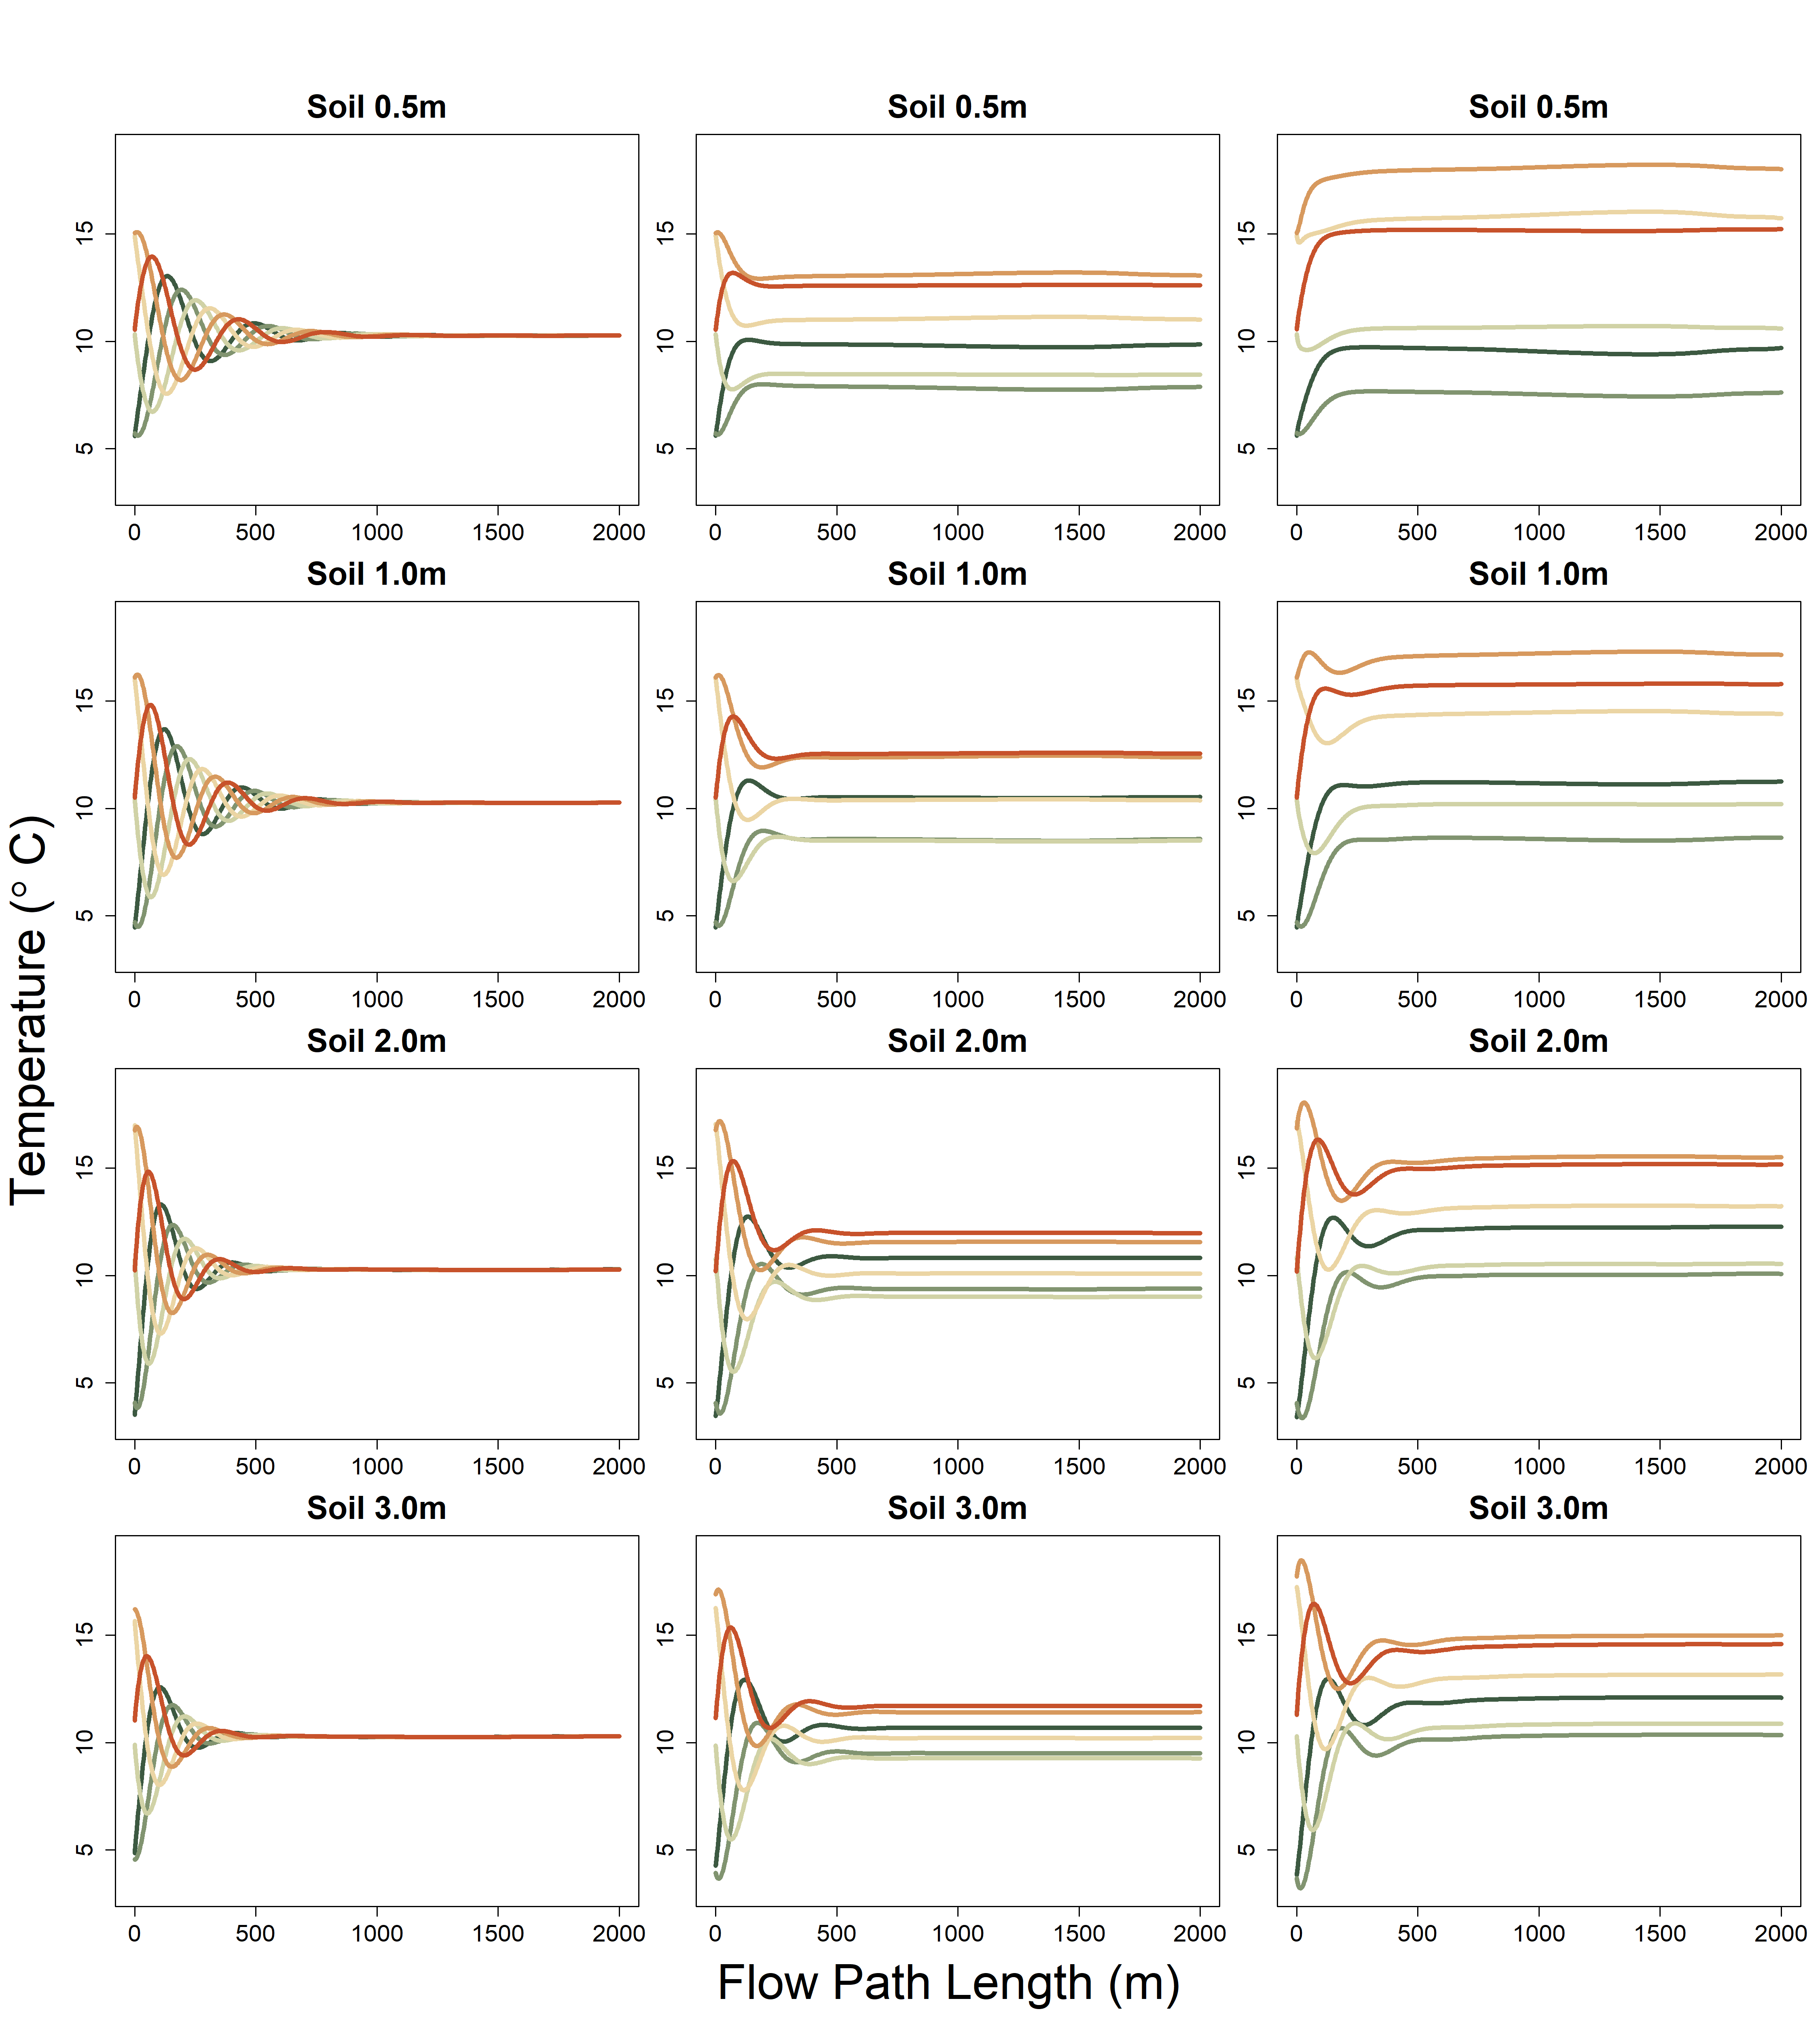 Soil 0.5m Soil 0.5m Soil 0.5m
15 15 15
10 10 10
5 5 5
0 500 1000 1500 2000 0 500 1000 1500 2000 0 500 1000 1500 2000
Soil 1.0m Soil 1.0m Soil 1.0m
15 15 15
10 10 10
5 5 5
0 500 1000 1500 2000 0 500 1000 1500 2000 0 500 1000 1500 2000
Temperature (° C)
Soil 2.0m Soil 2.0m Soil 2.0m
15 15 15
10 10 10
5 5 5
0 500 1000 1500 2000 0 500 1000 1500 2000 0 500 1000 1500 2000
Soil 3.0m Soil 3.0m Soil 3.0m
15 15 15
10 10 10
5 5 5
0 500 1000 1500 2000 0 500 1000 1500 2000 0 500 1000 1500 2000
Flow Path Length (m)